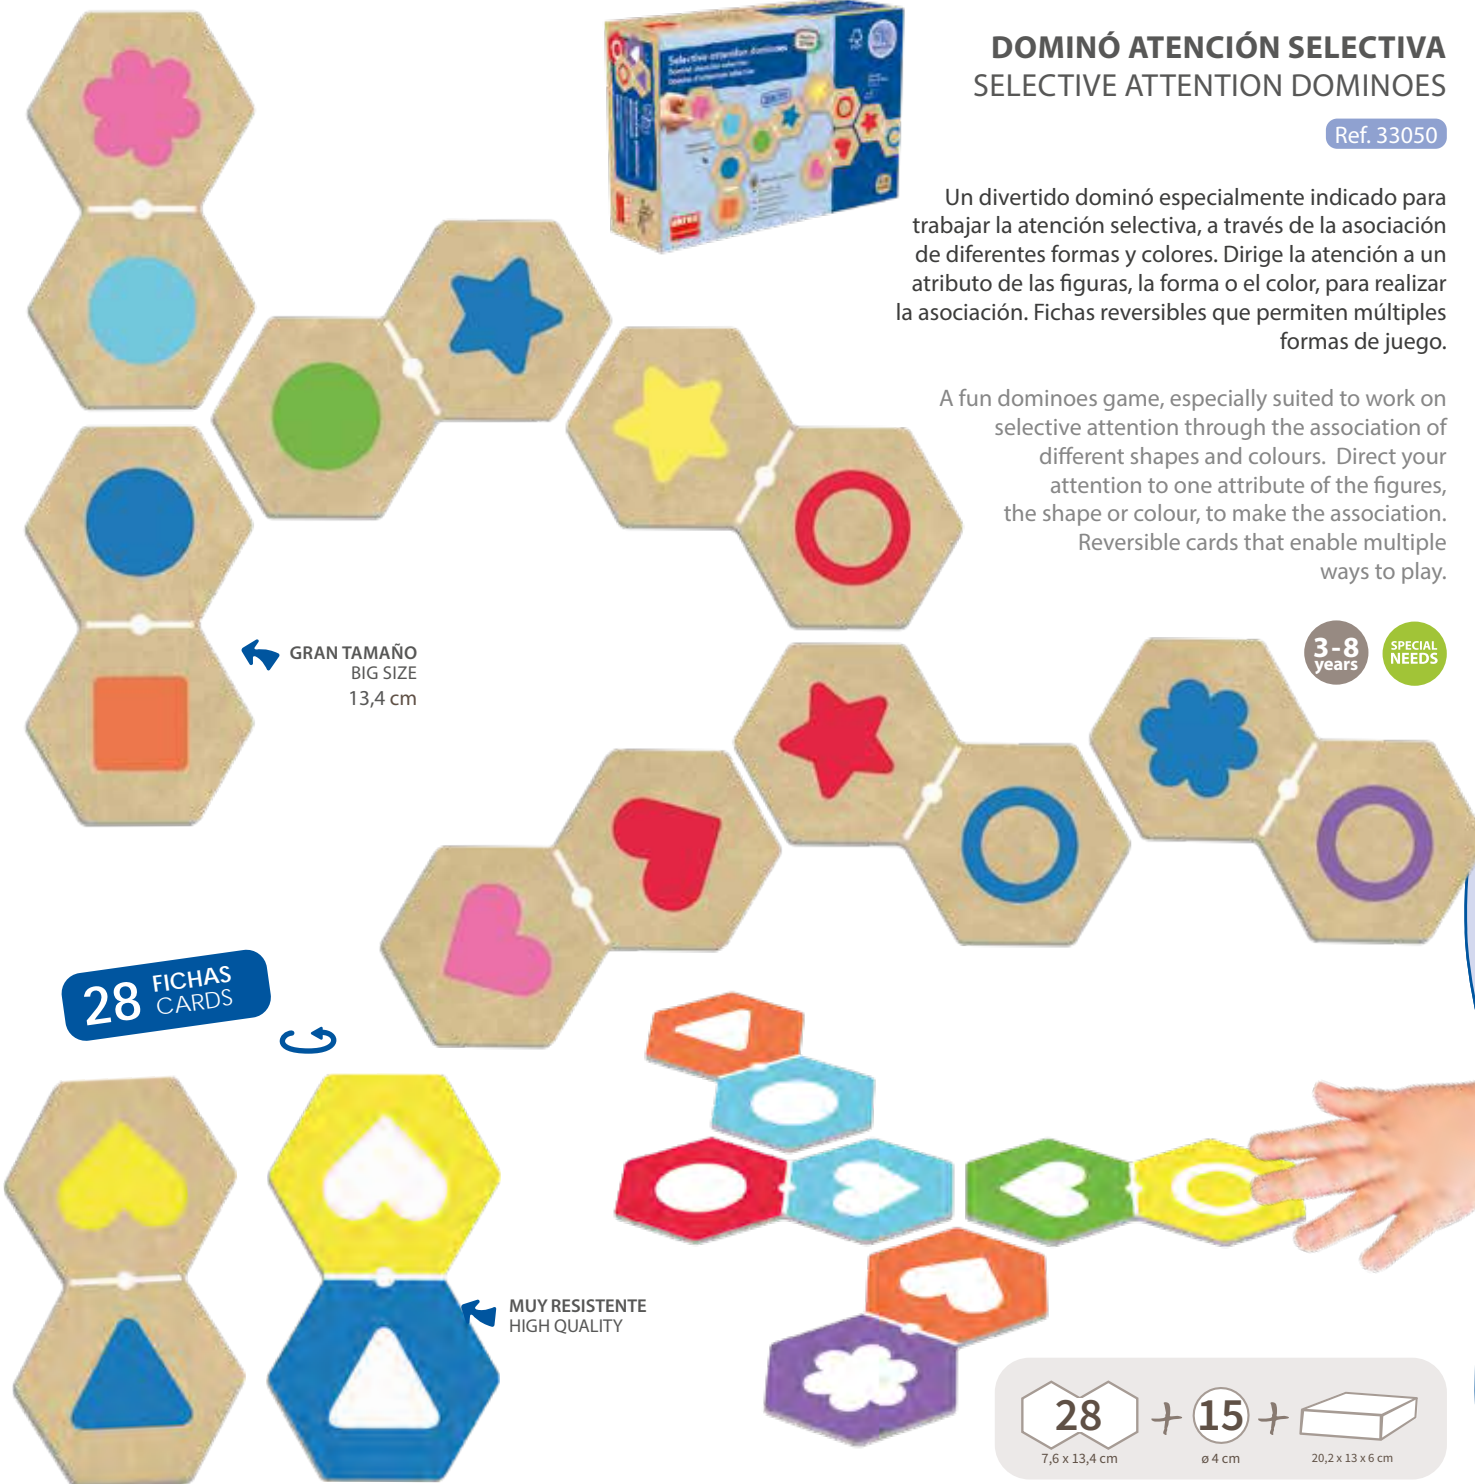 Selective attention dominoes
DOMINÓ ATENCIÓN SELECTIVA
SELECTIVE ATTENTION DOMINOES
Ref. 33050
Un divertido dominó especialmente indicado para
trabajar la atención selectiva, a través de la asociación
de diferentes formas y colores. Dirige la atención a un
atributo de las figuras, la forma o el color, para realizar
la asociación. Fichas reversibles que permiten múltiples
formas de juego.
A fun dominoes game, especially suited to work on
selective attention through the association of
different shapes and colours. Direct your
attention to one attribute of the figures,
the shape or colour, to make the association.
Reversible cards that enable multiple
ways to play.
3-8
years
SPECIAL
NEEDS
GRAN TAMAÑO
BIG SIZE
13,4 cm
28 FICHAS
CARDS
MUY RESISTENTE
HIGH QUALITY
28 + 15 +
7,6 x 13,4 cm
ø 4 cm
20,2 x 13 x 6 cm